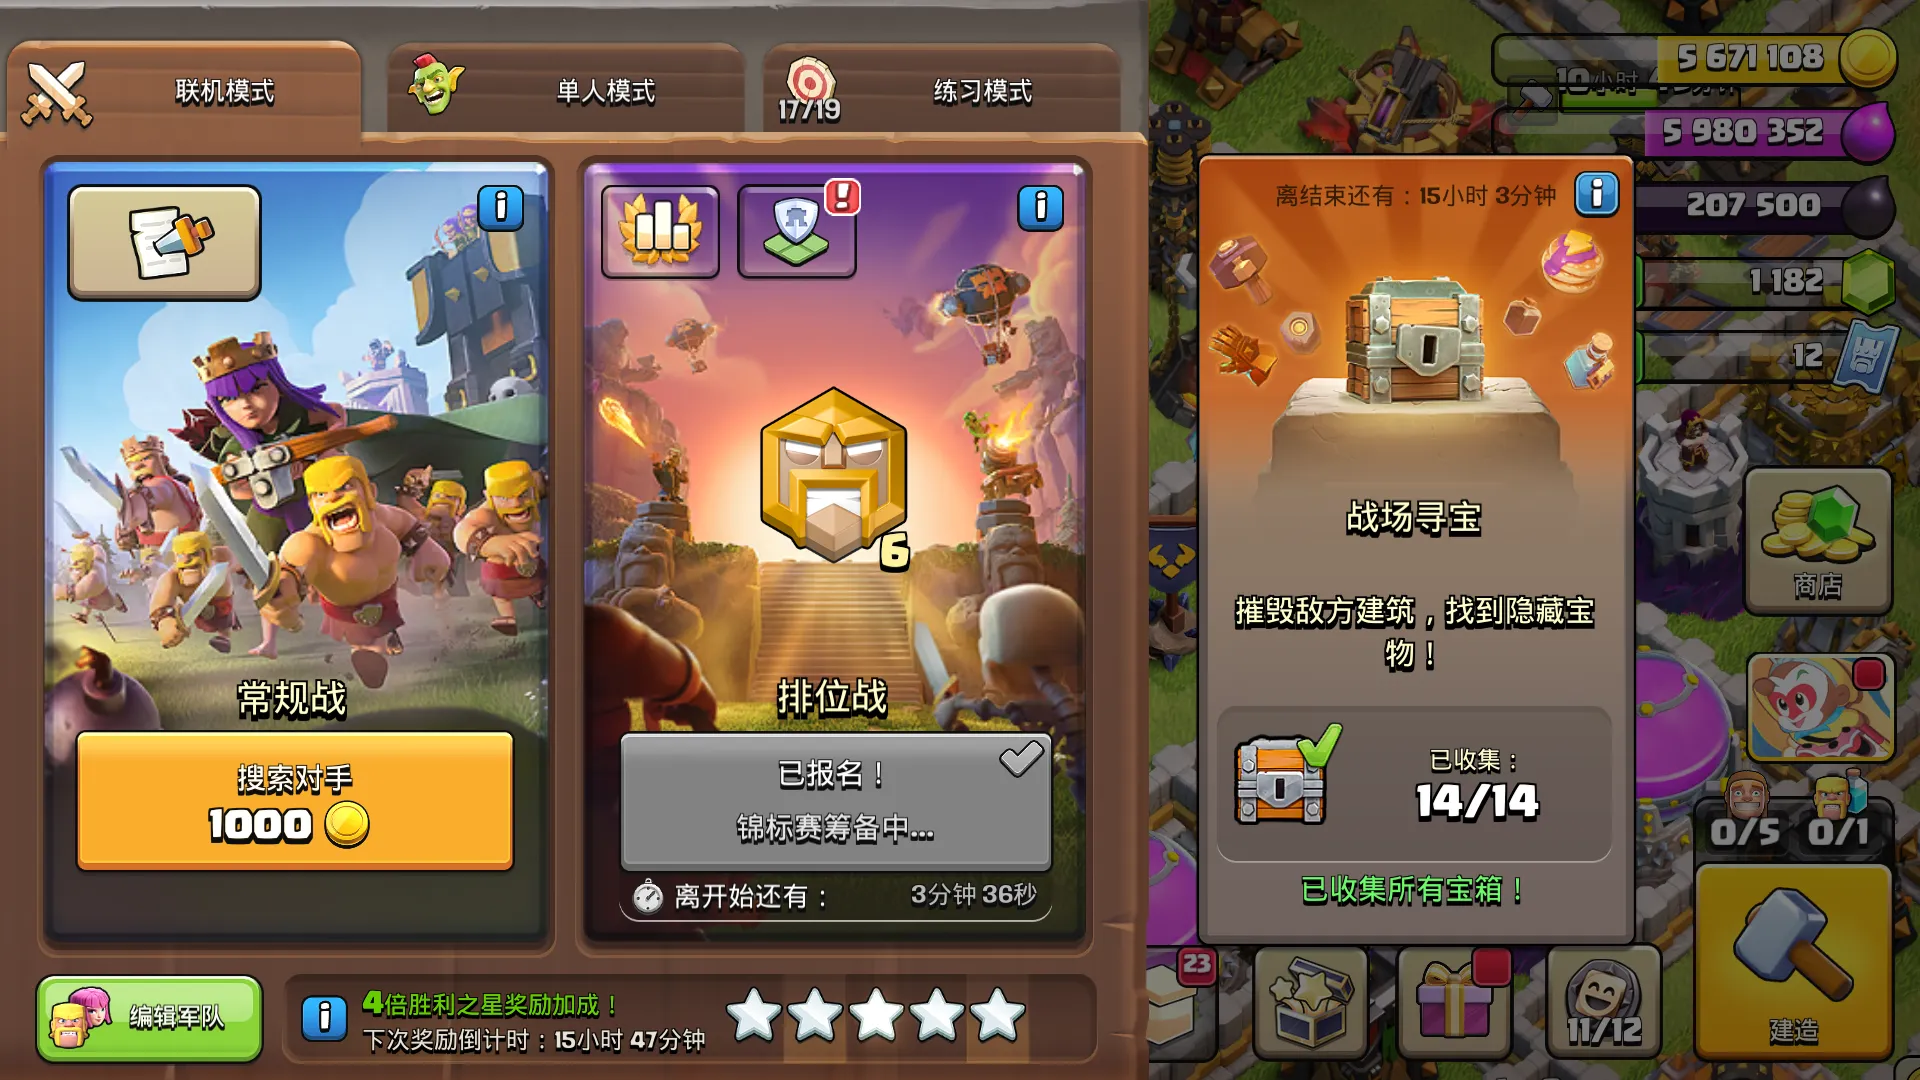 联机模式
单人模式
17/19
练习模式
常规战
搜索对手
1000
6
排位战
已报名！
锦标赛筹备中...
离开始还有：
3分钟 36秒
编辑军队
4倍胜利之星奖励加成！
下次奖励倒计时：15小时 47分钟
离结束还有：15小时 3分钟
战场寻宝
摧毁敌方建筑，找到隐藏宝
物！
已收集：
14/14
已收集所有宝箱！
5 671 108
5 980 352
207 500
1 182
12
商店
0/5
0/1
23
11/12
建造